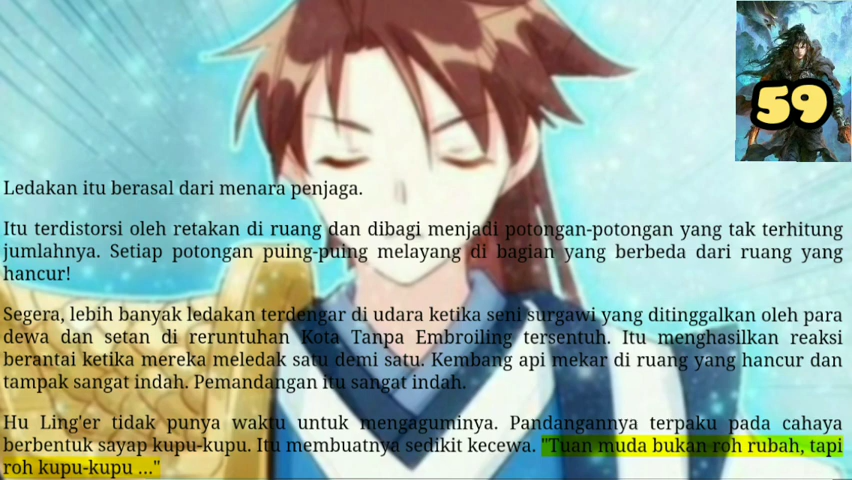 59
Ledakan itu berasal dari menara penjaga.
Itu terdistorsi oleh retakan di ruang dan dibagi menjadi potongan-potongan yang tak terhitung
jumlahnya. Setiap potongan puing-puing melayang di bagian yang berbeda dari ruang yang
hancur!
Segera, lebih banyak ledakan terdengar di udara ketika seni surgawi yang ditinggalkan oleh para
dewa dan setan di reruntuhan Kota Tanpa Embroiling tersentuh. Itu menghasilkan reaksi
berantai ketika mereka meledak satu demi satu. Kembang api mekar di ruang yang hancur dan
tampak sangat indah. Pemandangan itu sangat indah.
Hu Ling'er tidak punya waktu untuk mengaguminya. Pandangannya terpaku pada cahaya
berbentuk sayap kupu-kupu. Itu membuatnya sedikit kecewa. "Tuan muda bukan roh rubah, tapi
roh kupu-kupu ..."